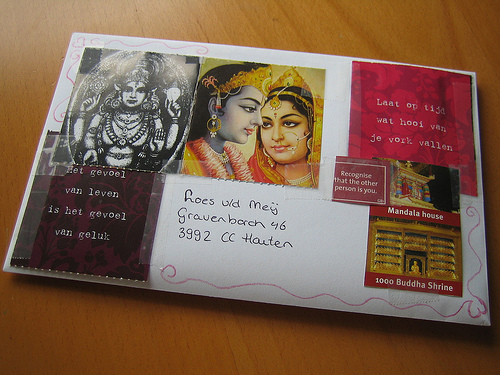 Het gevoel
van leven
is het gevoel
van geluk
Loes v/d Meij
Gravenborch 46
3992 CC Houten
Laat op tijd
wat hooi van
je vork vallen
Recognise
that the other
person is you.
Mandala house
1000 Buddha Shrine